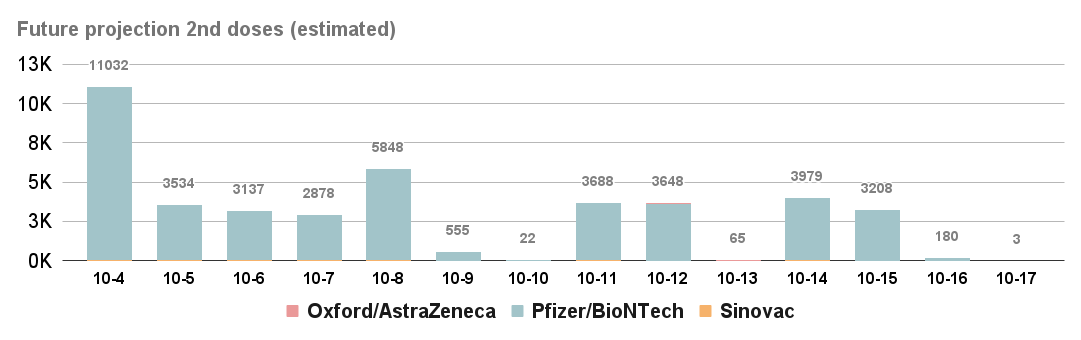 Future projection 2nd doses (estimated)
13K
10K
8K
5K
3K
0K
11032
3534
3137
2878
5848
555
22
3688
3648
65
3979
3208
180
3
10-4 10-5 10-6 10-7 10-8 10-9 10-10 10-11 10-12 10-13 10-14 10-15 10-16 10-17
Oxford/AstraZeneca Pfizer/BioNTech Sinovac